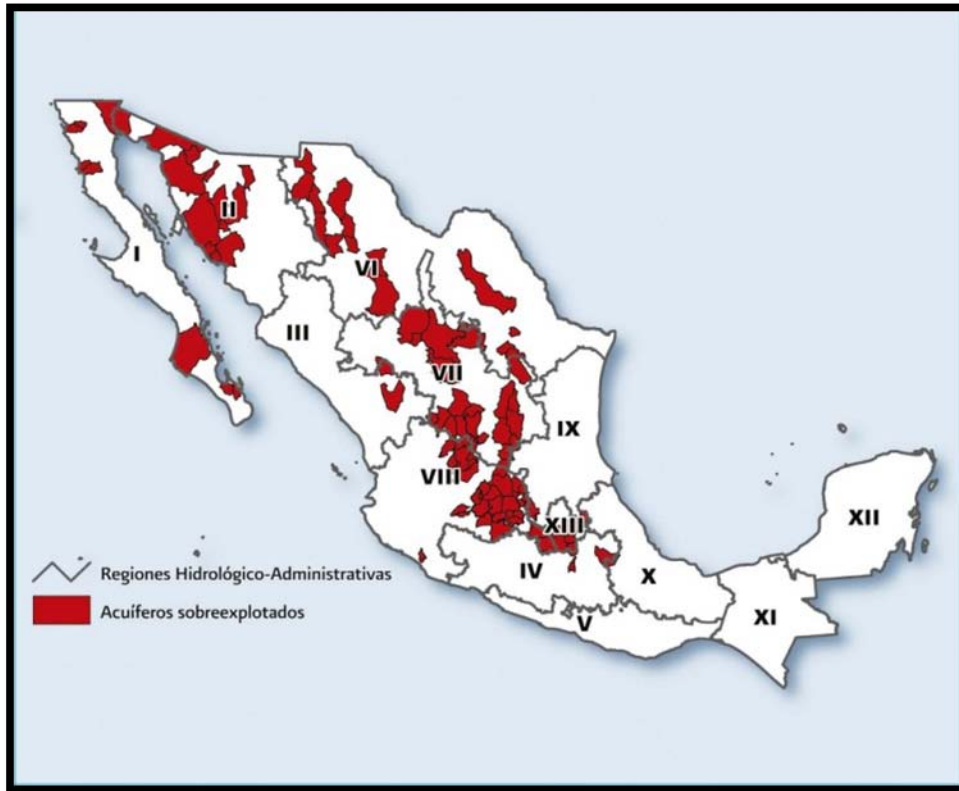 II
I
VI
III
VII
IX
VIII
XIII
XII
IV
X
XI
V
Regiones Hidrológico-Administrativas
Acuíferos sobreexplotados